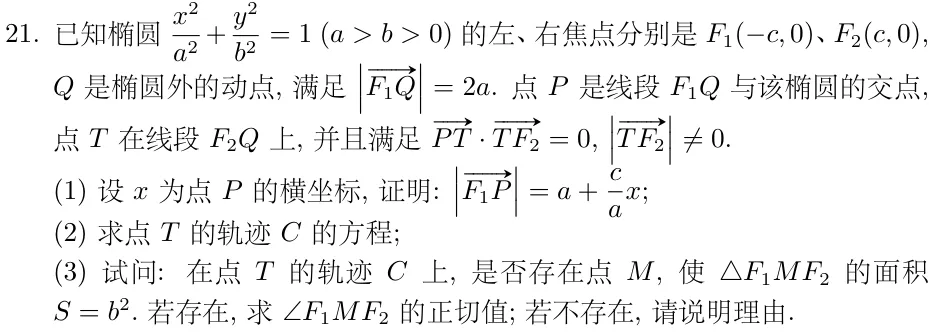 21. 已知椭圆 $\frac{x^2}{a^2} + \frac{y^2}{b^2} = 1\ (a > b > 0)$ 的左、右焦点分别是 $F_1(-c, 0)$、$F_2(c, 0)$,
$Q$ 是椭圆外的动点, 满足 $\left|\overrightarrow{F_1Q}\right| = 2a$. 点 $P$ 是线段 $F_1Q$ 与该椭圆的交点,
点 $T$ 在线段 $F_2Q$ 上, 并且满足 $\overrightarrow{PT} \cdot \overrightarrow{TF_2} = 0$, $\left|\overrightarrow{TF_2}\right| \neq 0$.
(1) 设 $x$ 为点 $P$ 的横坐标, 证明: $\left|\overrightarrow{F_1P}\right| = a + \frac{c}{a}x$;
(2) 求点 $T$ 的轨迹 $C$ 的方程;
(3) 试问: 在点 $T$ 的轨迹 $C$ 上, 是否存在点 $M$, 使 $\triangle F_1MF_2$ 的面积
$S = b^2$. 若存在, 求 $\angle F_1MF_2$ 的正切值; 若不存在, 请说明理由.